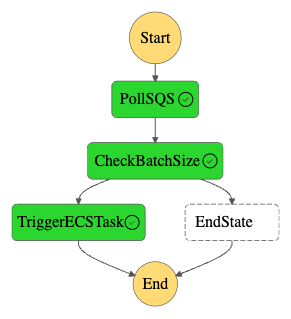 Start
PollSQS
CheckBatchSize
TriggerECSTask
EndState
End